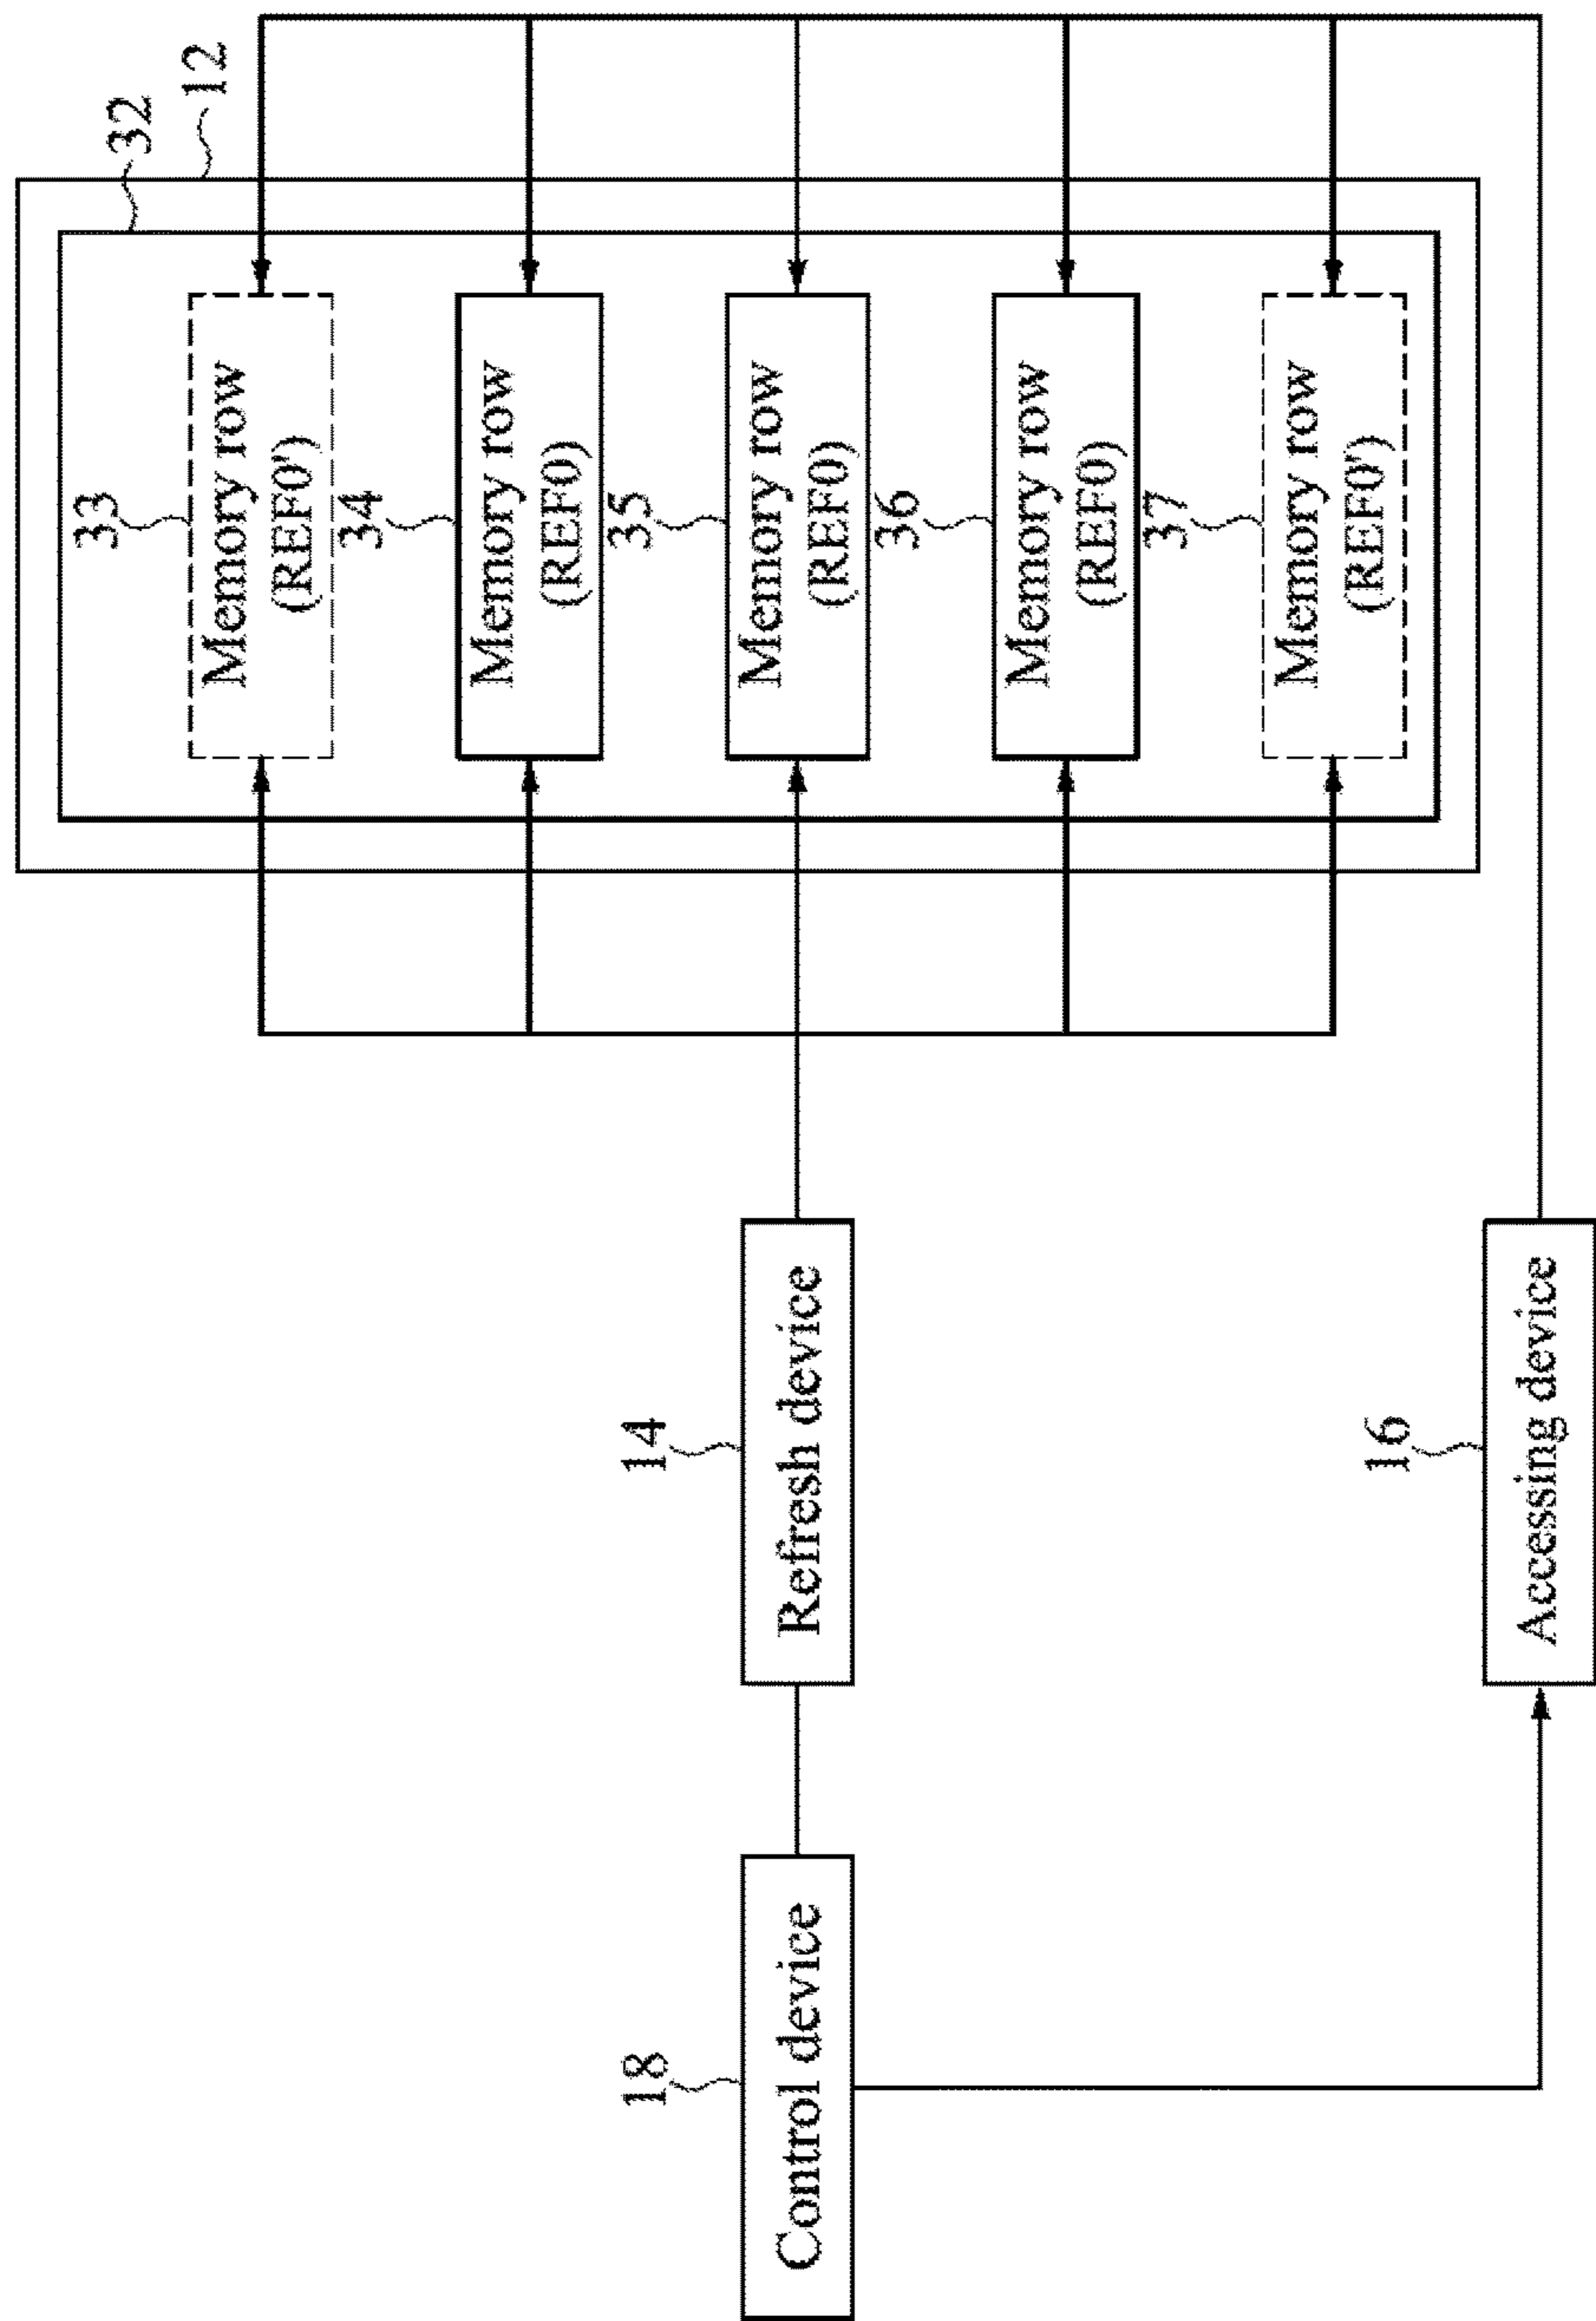 32
12
33
Memory row
(REF0')
34
Memory row
(REF0)
18
Control device
14
Refresh device
35
Memory row
(REF0)
36
Memory row
(REF0)
37
Memory row
(REF0')
16
Accessing device